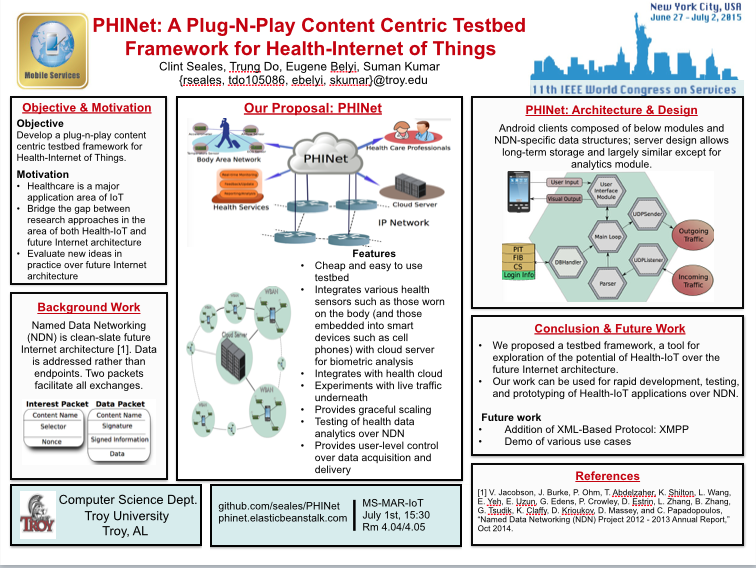 Mobile Services
PHINet: A Plug-N-Play Content Centric Testbed
Framework for Health-Internet of Things
Clint Seales, Trung Do, Eugene Belyi, Suman Kumar
{rseales, tdo105086, ebelyi, skumar}@troy.edu
New York City, USA
June 27 - July 2, 2015
11th IEEE World Congress on Services
Objective & Motivation
Objective
Develop a plug-n-play content
centric testbed framework for
Health-Internet of Things.
Motivation
• Healthcare is a major
application area of IoT
• Bridge the gap between
research approaches in the
area of both Health-IoT and
future Internet architecture
• Evaluate new ideas in
practice over future Internet
architecture
Background Work
Named Data Networking
(NDN) is clean-slate future
Internet architecture [1]. Data
is addressed rather than
endpoints. Two packets
facilitate all exchanges.
Interest Packet
Content Name
Selector
Nonce
Data Packet
Content Name
Signature
Signed Information
Data
Our Proposal: PHINet
Body Area Network
PHINet
Health Care Professionals
Health Services
Cloud Server
IP Network
Features
• Cheap and easy to use
testbed
• Integrates various health
sensors such as those worn
on the body (and those
embedded into smart
devices such as cell
phones) with cloud server
for biometric analysis
• Integrates with health cloud
• Experiments with live traffic
underneath
• Provides graceful scaling
• Testing of health data
analytics over NDN
• Provides user-level control
over data acquisition and
delivery
WBAN
Cloud Server
WBAN
WBAN
PHINet: Architecture & Design
Android clients composed of below modules and
NDN-specific data structures; server design allows
long-term storage and largely similar except for
analytics module.
User Input
Visual Output
User
Interface
Module
UDPSender
Main Loop
Outgoing
Traffic
PIT
FIB
CS
Login Info
DBHandler
UDPListener
Parser
Incoming
Traffic
Conclusion & Future Work
• We proposed a testbed framework, a tool for
exploration of the potential of Health-IoT over the
future Internet architecture.
• Our work can be used for rapid development, testing,
and prototyping of Health-IoT applications over NDN.
Future work
• Addition of XML-Based Protocol: XMPP
• Demo of various use cases
References
[1] V. Jacobson, J. Burke, P. Ohm, T. Abdelzaher, K. Shilton, L. Wang,
E. Yeh, E. Uzun, G. Edens, P. Crowley, D. Estrin, L. Zhang, B. Zhang,
G. Tsudik, K. Claffy, D. Krioukov, D. Massey, and C. Papadopoulos,
"Named Data Networking (NDN) Project 2012 - 2013 Annual Report,"
Oct 2014.
TROY
Computer Science Dept.
Troy University
Troy, AL
github.com/seales/PHINet
phinet.elasticbeanstalk.com
MS-MAR-IoT
July 1st, 15:30
Rm 4.04/4.05